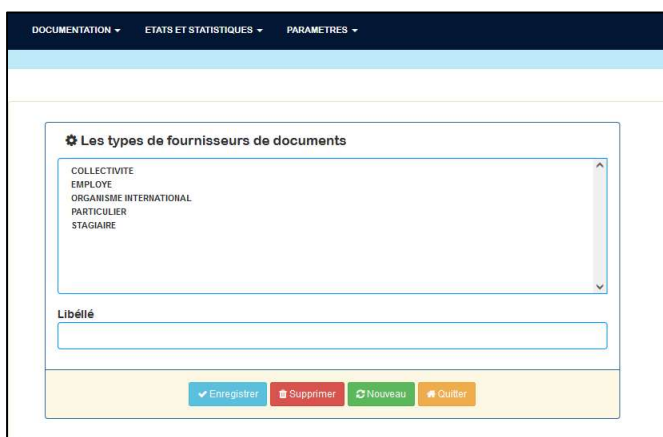 DOCUMENTATION ETATS ET STATISTIQUES PARAMETRES
Les types de fournisseurs de documents
COLLECTIVITE
EMPLOYE
ORGANISME INTERNATIONAL
PARTICULIER
STAGIAIRE
Libéllé
Enregistrer Supprimer Nouveau Quitter